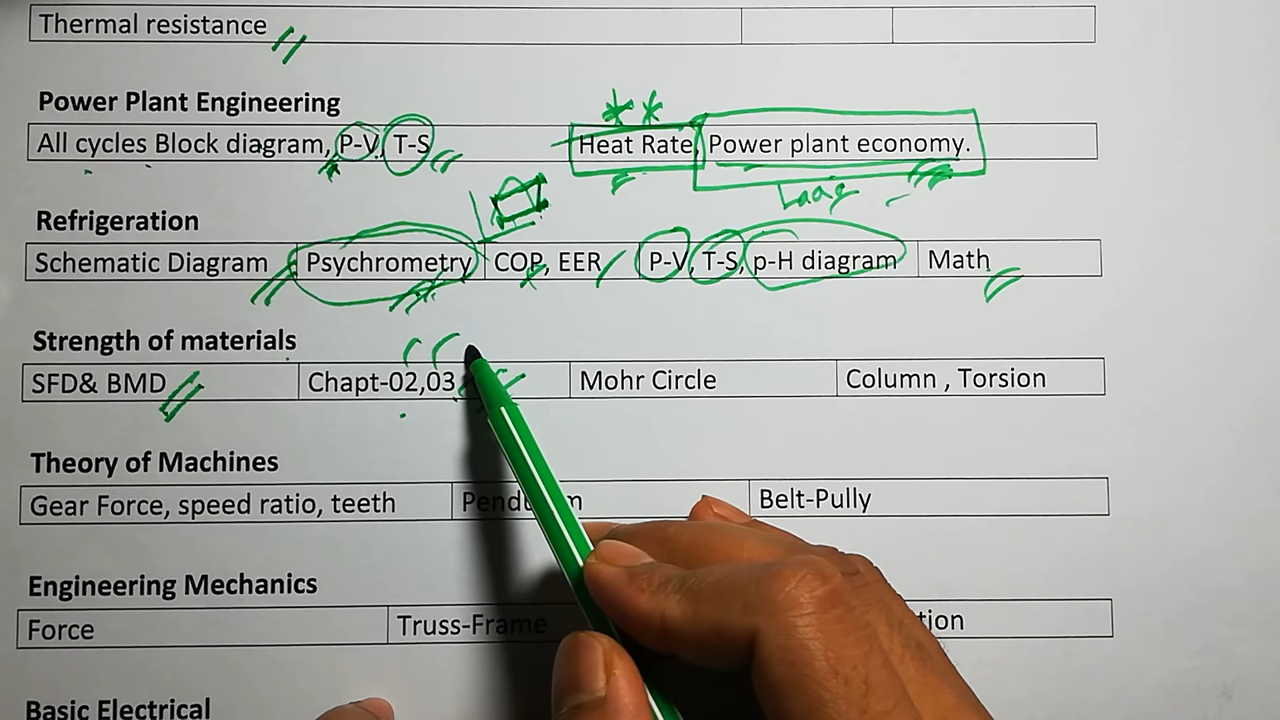 Thermal resistance
Power Plant Engineering
All cycles Block diagram, P-V, T-S Heat Rate, Power plant economy.
Refrigeration
Schematic Diagram Psychrometry COP, EER P-V, T-S, p-H diagram Math
Strength of materials
SFD& BMD Chapt-02,03 Mohr Circle Column , Torsion
Theory of Machines
Gear Force, speed ratio, teeth Belt-Pully
Engineering Mechanics
Force Truss-Frame
Basic Electrical